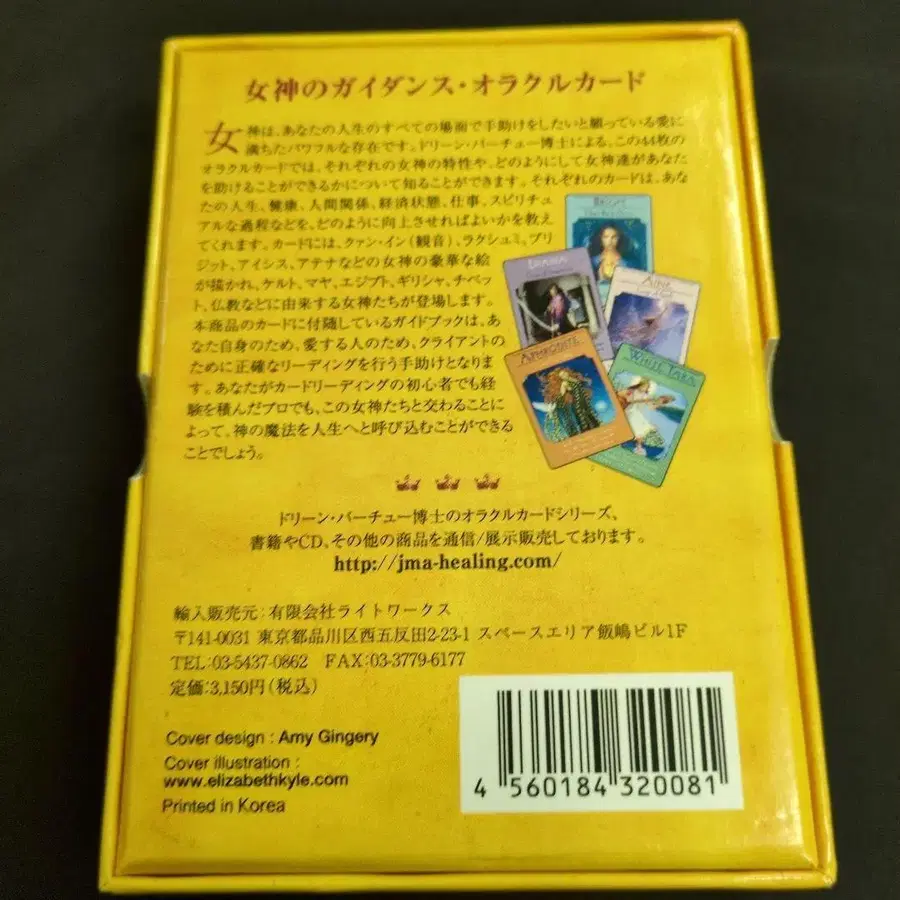 女神のガイダンス・オラクルカード
女神は、あなたの人生のすべての場面で手助けをしたいと願っている愛に
満ちたパワフルな存在です。ドリーン・バーチュー博士による、この44枚の
オラクルカードでは、それぞれの女神の特性や、どのようにして女神達があなた
を助けることができるかについて知ることができます。それぞれのカードは、あな
たの人生、健康、人間関係、経済状態、仕事、スピリチュ
アルな過程などを、どのように向上させればよいかを教え
てくれます。カードには、クァン・イン(観音)、ラクシュミ、ブリ
ジット、アイシス、アテナなどの女神の豪華な絵
が描かれ、ケルト、マヤ、エジプト、ギリシャ、チベッ
ト、仏教などに由来する女神たちが登場します。
本商品のカードに付随しているガイドブックは、あ
なた自身のため、愛する人のため、クライアントの
ために正確なリーディングを行う手助けとなりま
す。あなたがカードリーディングの初心者でも経
験を積んだプロでも、この女神たちと交わることに
よって、神の魔法を人生へと呼び込むことができる
ことでしょう。
BRIGIT
DIANA
AINE
APHRODITE
WHITE TARA
ドリーン・バーチュー博士のオラクルカードシリーズ、
書籍やCD、その他の商品を通信/展示販売しております。
http://jma-healing.com/
輸入販売元:有限会社ライトワークス
〒141-0031 東京都品川区西五反田2-23-1 スペースエリア飯嶋ビル1F
TEL:03-5437-0862 FAX:03-3779-6177
定価:3,150円(税込)
Cover design : Amy Gingery
Cover illustration :
www.elizabethkyle.com
Printed in Korea
4 560184 320081